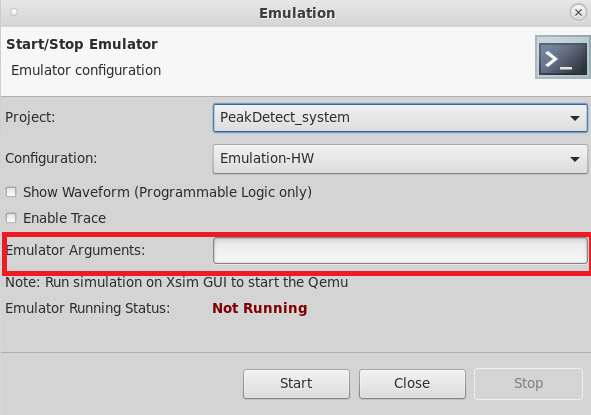 Emulation
Start/Stop Emulator
Emulator configuration
Project: PeakDetect_system
Configuration: Emulation-HW
Show Waveform (Programmable Logic only)
Enable Trace
Emulator Arguments:
Note: Run simulation on Xsim GUI to start the Qemu
Emulator Running Status: Not Running
Start Close Stop